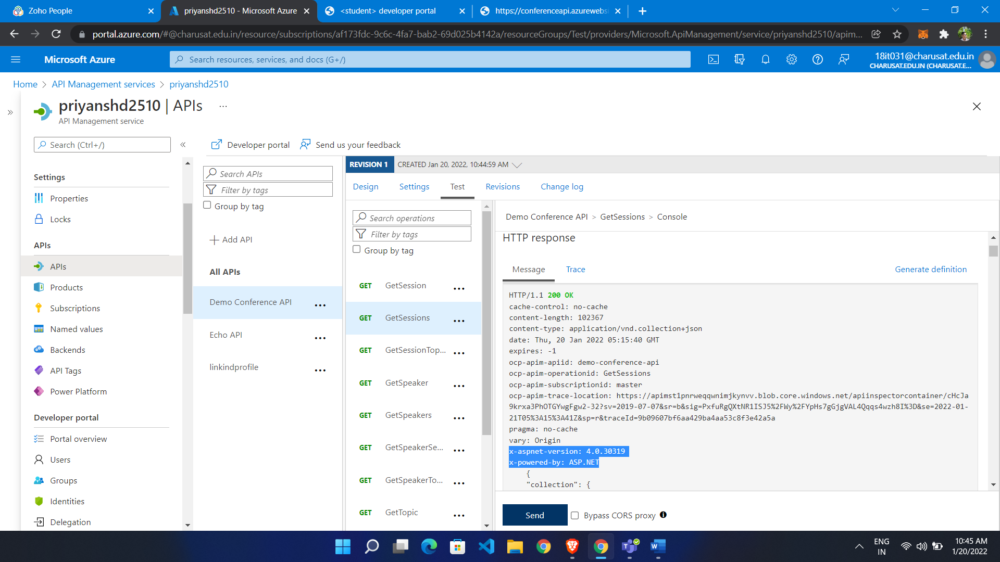 Zoho People
priyanshd2510 - Microsoft Azure
<student> developer portal
https://conferenceapi.azurewebsi
portal.azure.com/#@charusat.edu.in/resource/subscriptions/af173fdc-9c6c-4fa7-bab2-69d025b4142a/resourceGroups/Test/providers/Microsoft.ApiManagement/service/priyanshd2510/apim...
Microsoft Azure
Search resources, services, and docs (G+/)
18it031@charusat.edu.in
CHARUSAT.EDU.IN (CHARUSAT.E...
Home > API Management services > priyanshd2510
priyanshd2510 | APIs ...
API Management service
Search (Ctrl+/)
Developer portal
Send us your feedback
Settings
Properties
Locks
APIs
APIs
Products
Subscriptions
Named values
Backends
API Tags
Power Platform
Developer portal
Portal overview
Users
Groups
Identities
Delegation
Search APIs
Filter by tags
Group by tag
Add API
All APIs
Demo Conference API
Echo API
linkindprofile
REVISION 1
CREATED Jan 20, 2022, 10:44:59 AM
Design
Settings
Test
Revisions
Change log
Search operations
Filter by tags
Group by tag
GET GetSession
GET GetSessions
GET GetSessionTop...
GET GetSpeaker
GET GetSpeakers
GET GetSpeakerSe...
GET GetSpeakerTo...
GET GetTopic
Demo Conference API > GetSessions > Console
HTTP response
Message
Trace
Generate definition
HTTP/1.1 200 OK
cache-control: no-cache
content-length: 102367
content-type: application/vnd.collection+json
date: Thu, 20 Jan 2022 05:15:40 GMT
expires: -1
ocp-apim-apiid: demo-conference-api
ocp-apim-operationid: GetSessions
ocp-apim-subscriptionid: master
ocp-apim-trace-location: https://apimst1pnrweqqwnimjkynvv.blob.core.windows.net/apiinspectorcontainer/cHcJa
9krxa3PhOTGYwgFgw2-32?sv=2019-07-07&sr=b&sig=PxfuRgQXtNR1ISJ5%2FWy%2FYpHs7gGjgVAL4Qqqs4wzh8I%3D&se=2022-01-
21T05%3A15%3A41Z&sp=r&traceId=9b09607bf6aa429ba4aa53c8f3e42a5a
pragma: no-cache
vary: Origin
x-aspnet-version: 4.0.30319
x-powered-by: ASP.NET
{
"collection": {
Send
Bypass CORS proxy
ENG
IN
10:45 AM
1/20/2022